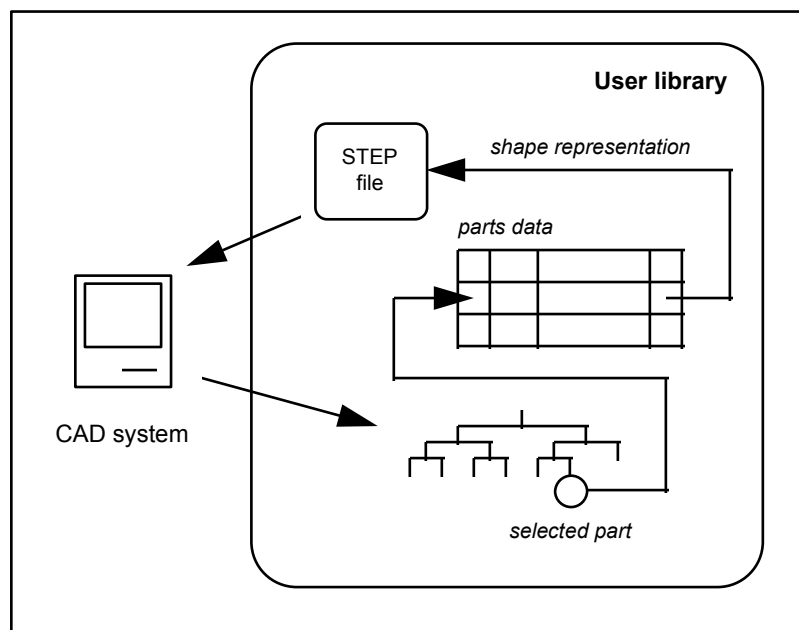 User library
STEP
file
shape representation
parts data
CAD system
selected part